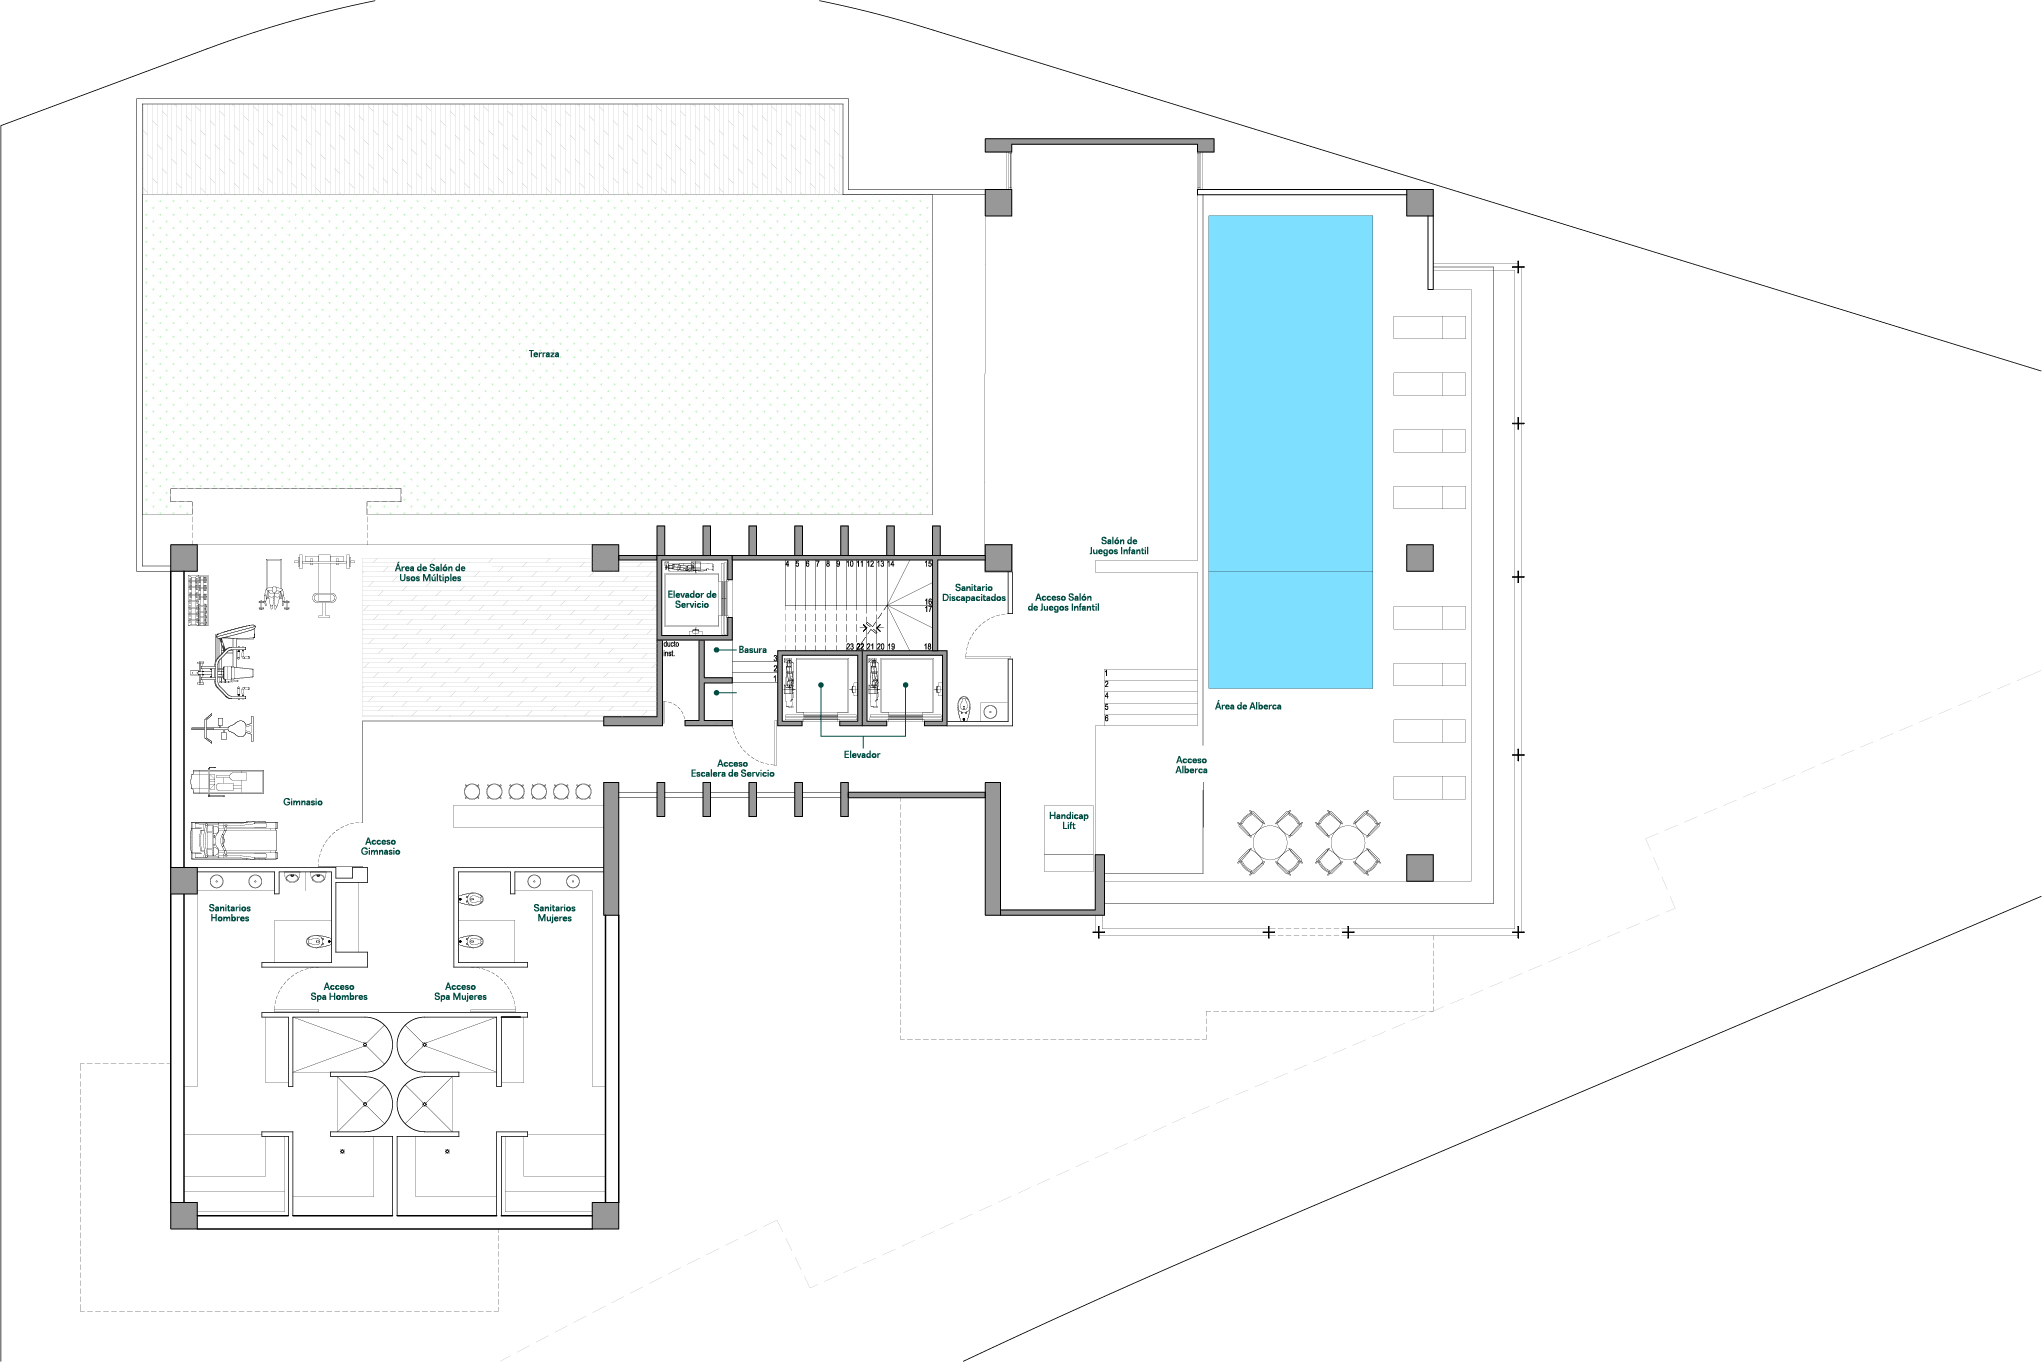 Terraza
Área de Salón de
Usos Múltiples
Salón de
Juegos Infantil
4 5 6 7 8 9 10 11 12 13 14 15
Elevador de
Servicio
Sanitario
Discapacitados
Acceso Salón
de Juegos Infantil
16
17
ducto
inst.
Basura
23 22 21 20 19 18
3
2
1
1
2
4
5
6
Área de Alberca
Elevador
Acceso
Escalera de Servicio
Acceso
Alberca
Gimnasio
Handicap
Lift
Acceso
Gimnasio
Sanitarios
Hombres
Sanitarios
Mujeres
Acceso
Spa Hombres
Acceso
Spa Mujeres